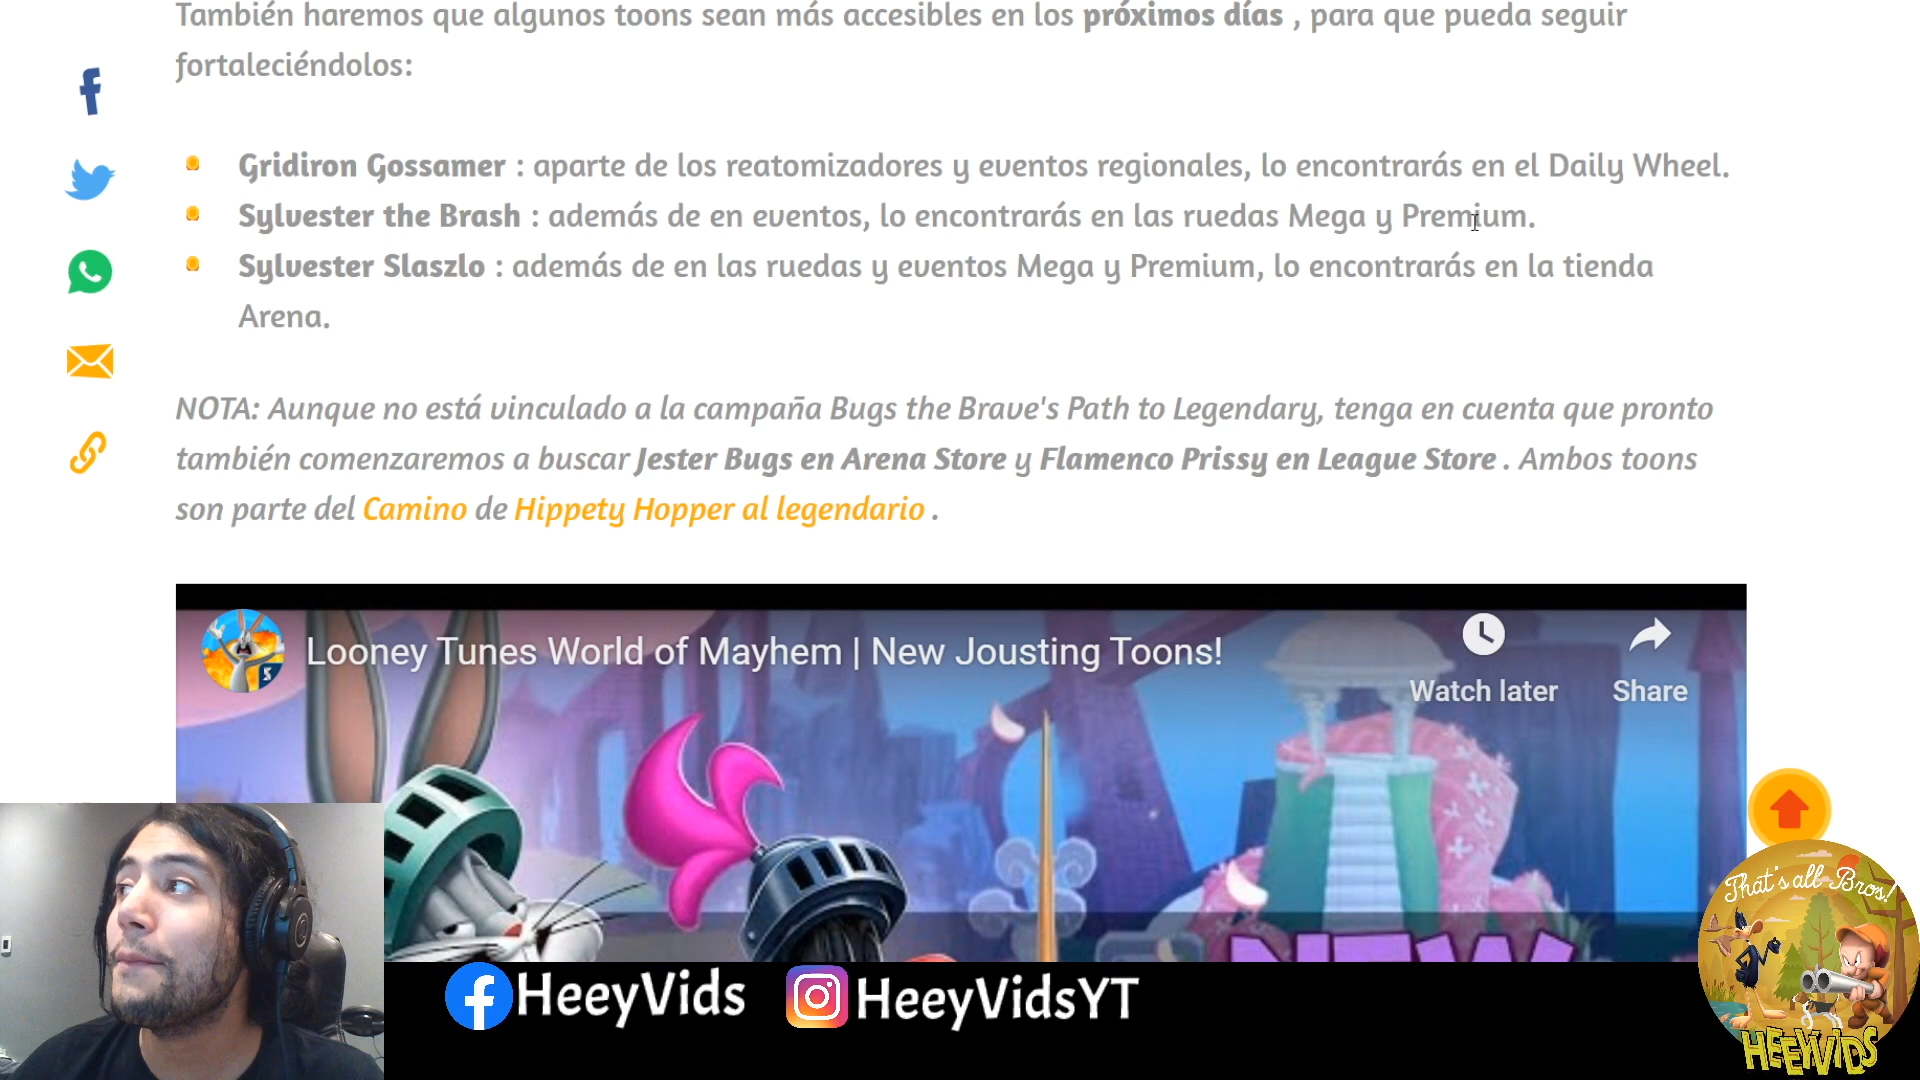 También haremos que algunos toons sean más accesibles en los próximos días , para que pueda seguir
fortaleciéndolos:
Gridiron Gossamer : aparte de los reatomizadores y eventos regionales, lo encontrarás en el Daily Wheel.
Sylvester the Brash : además de en eventos, lo encontrarás en las ruedas Mega y Premium.
Sylvester Slaszlo : además de en las ruedas y eventos Mega y Premium, lo encontrarás en la tienda
Arena.
NOTA: Aunque no está vinculado a la campaña Bugs the Brave's Path to Legendary, tenga en cuenta que pronto
también comenzaremos a buscar Jester Bugs en Arena Store y Flamenco Prissy en League Store . Ambos toons
son parte del Camino de Hippety Hopper al legendario .
Looney Tunes World of Mayhem | New Jousting Toons!
Watch later
Share
NEW
That's all Bros!
HEEYVIDS
HeeyVids
HeeyVidsYT